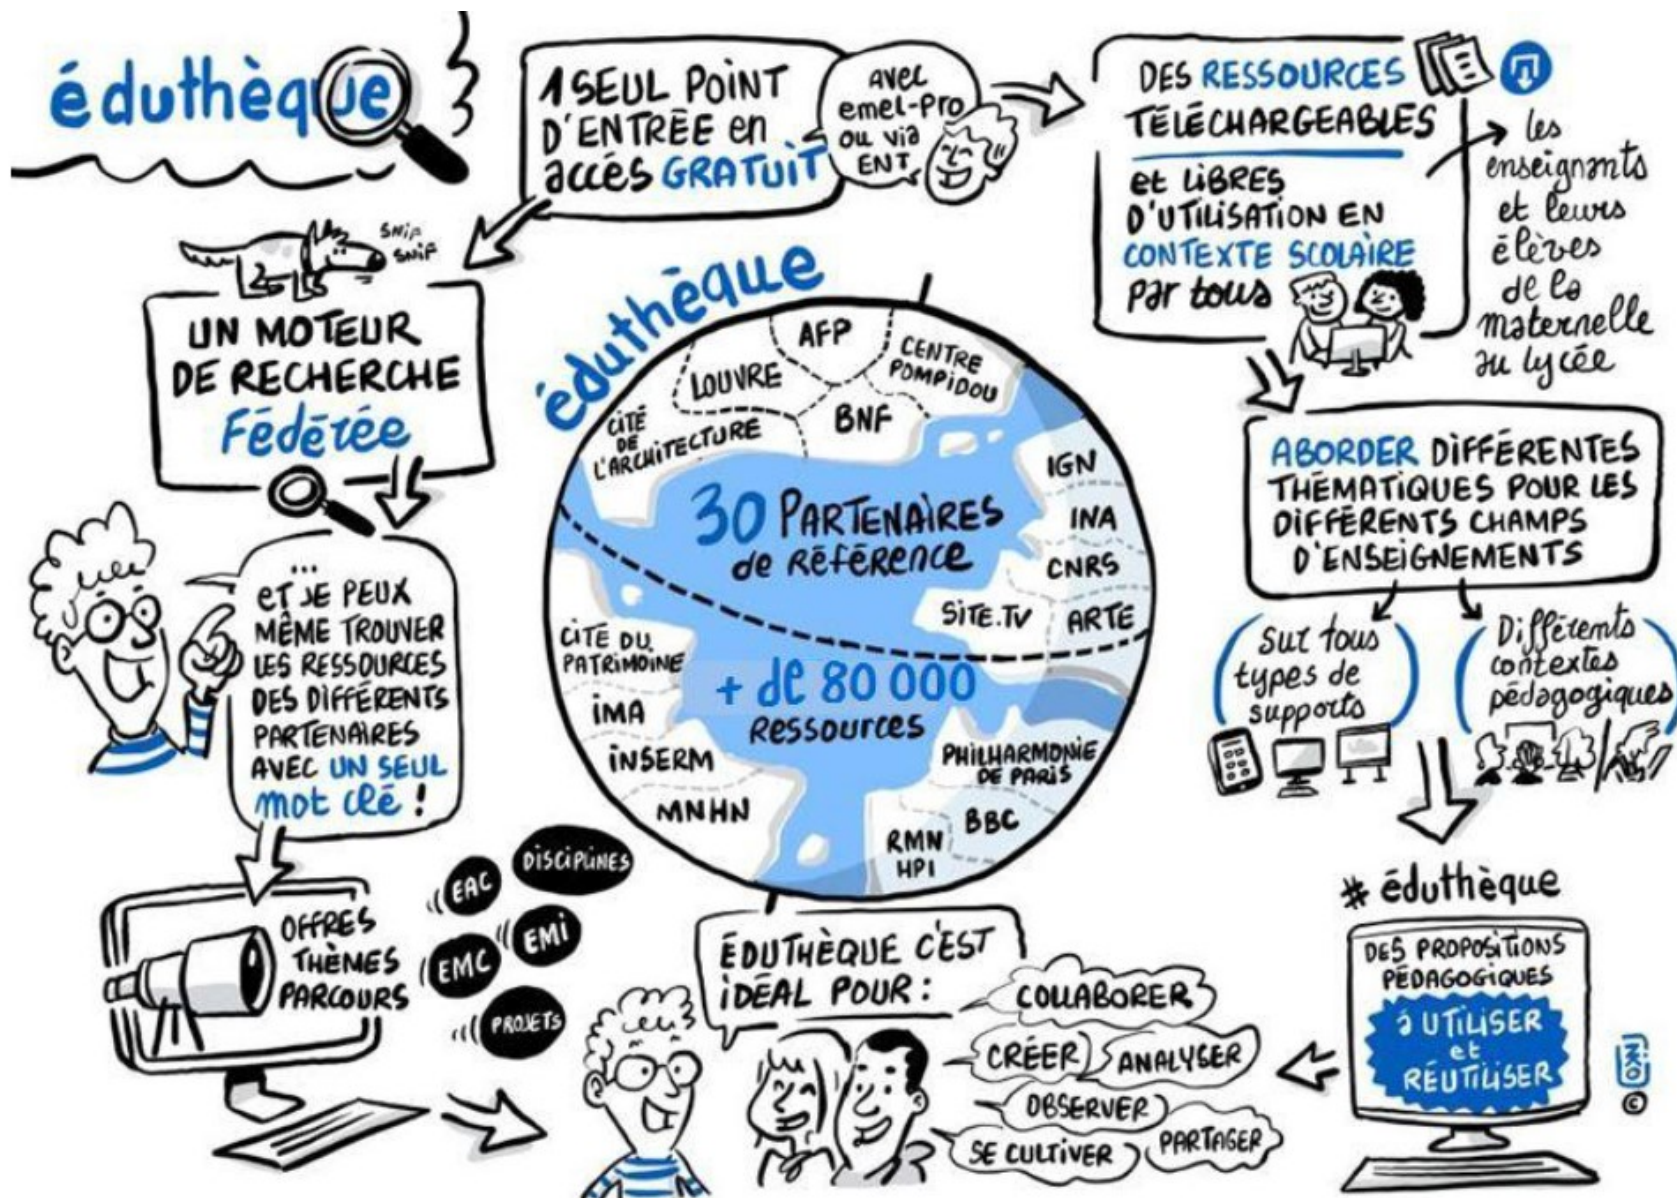 éduthèque
1 SEUL POINT
D'ENTRÉE en
accès GRATUIT
avec
emel-pro
ou via
ENT
DES RESSOURCES
TÉLÉCHARGEABLES
et LIBRES
D'UTILISATION EN
CONTEXTE SCOLAIRE
par tous
les
enseignants
et leurs
élèves
de la
maternelle
au lycée
SNIF
SNIF
UN MOTEUR
DE RECHERCHE
Fédérée
...
ET JE PEUX
MÊME TROUVER
LES RESSOURCES
DES DIFFÉRENTS
PARTENAIRES
AVEC UN SEUL
mot clé !
OFFRES
THÈMES
PARCOURS
DISCIPLINES
EAC
EMI
EMC
PROJETS
éduthèque
AFP
CENTRE
POMPIDOU
LOUVRE
BNF
CITÉ
DE
L'ARCHITECTURE
30 PARTENAIRES
de RÉFÉRENCE
IGN
INA
CNRS
SITE.TV
ARTE
CITÉ DU
PATRIMOINE
+ de 80 000
Ressources
IMA
INSERM
MNHN
PHILHARMONIE
DE PARIS
BBC
RMN
HPI
ABORDER DIFFÉRENTES
THÉMATIQUES POUR LES
DIFFÉRENTS CHAMPS
D'ENSEIGNEMENTS
Sur tous
types de
supports
Différents
contextes
pédagogiques
# éduthèque
DES PROPOSITIONS
PÉDAGOGIQUES
à UTILISER
et
RÉUTILISER
ÉDUTHÈQUE C'EST
IDÉAL POUR :
COLLABORER
CRÉER
ANALYSER
OBSERVER
SE CULTIVER
PARTAGER
©